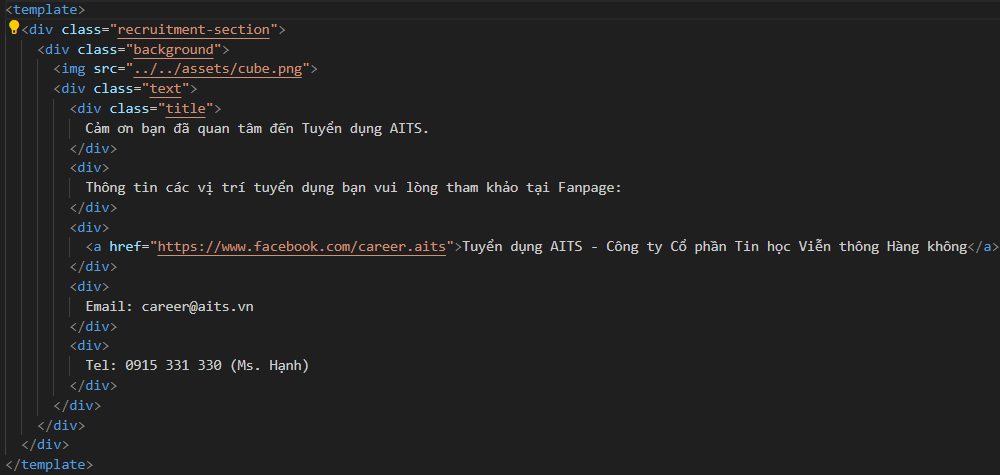 <template>
<div class="recruitment-section">
<div class="background">
<img src="../../assets/cube.png">
<div class="text">
<div class="title">
Cảm ơn bạn đã quan tâm đến Tuyển dụng AITS.
</div>
<div>
Thông tin các vị trí tuyển dụng bạn vui lòng tham khảo tại Fanpage:
</div>
<div>
<a href="https://www.facebook.com/career.aits">Tuyển dụng AITS - Công ty Cổ phần Tin học Viễn thông Hàng không</a>
</div>
<div>
Email: career@aits.vn
</div>
<div>
Tel: 0915 331 330 (Ms. Hạnh)
</div>
</div>
</div>
</div>
</template>